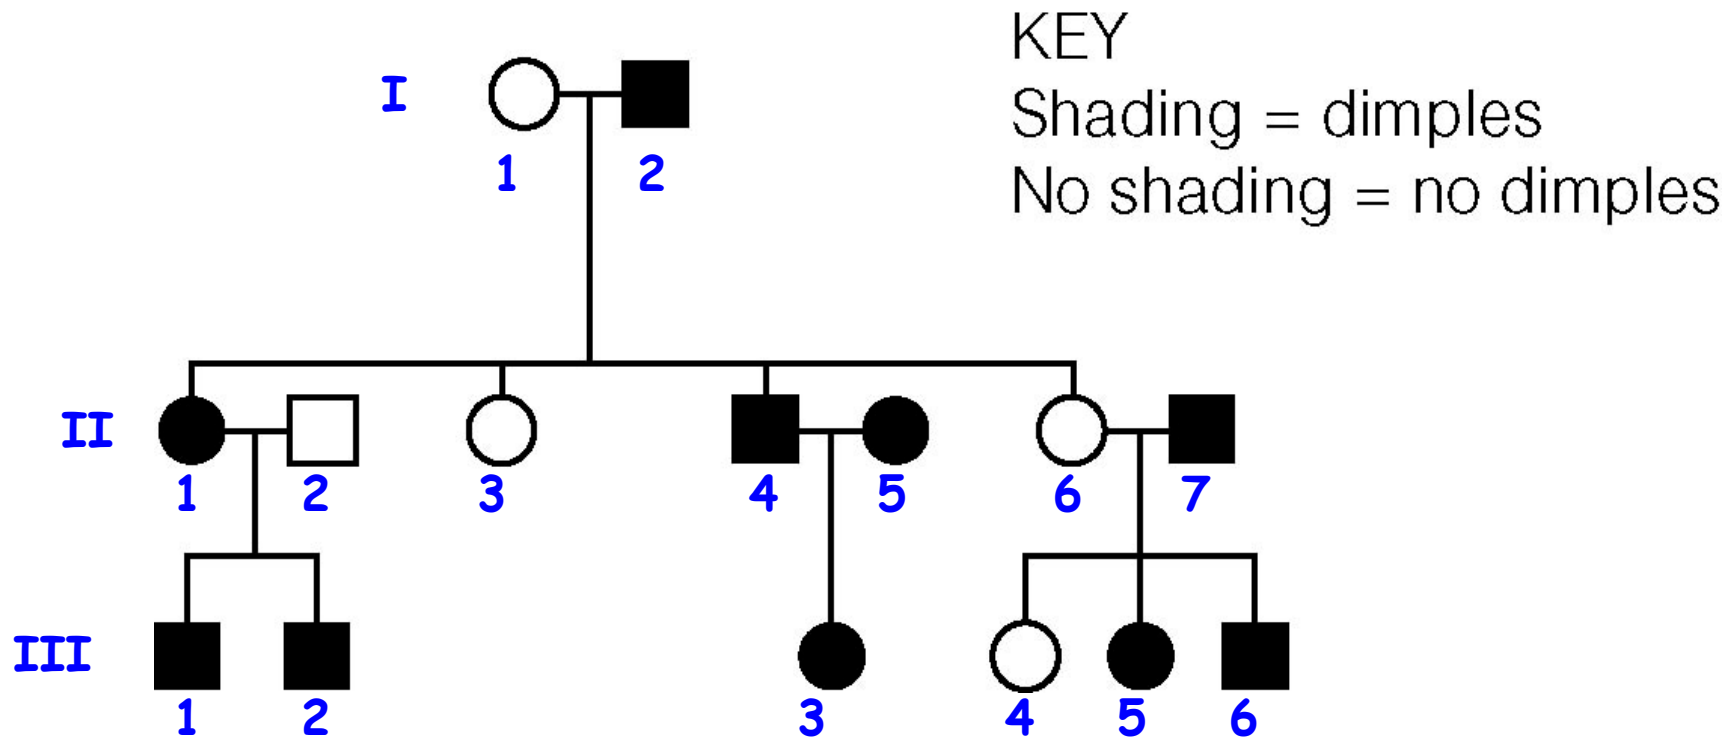 KEY
Shading = dimples
No shading = no dimples
I
1 2
II
1 2 3 4 5 6 7
III
1 2 3 4 5 6